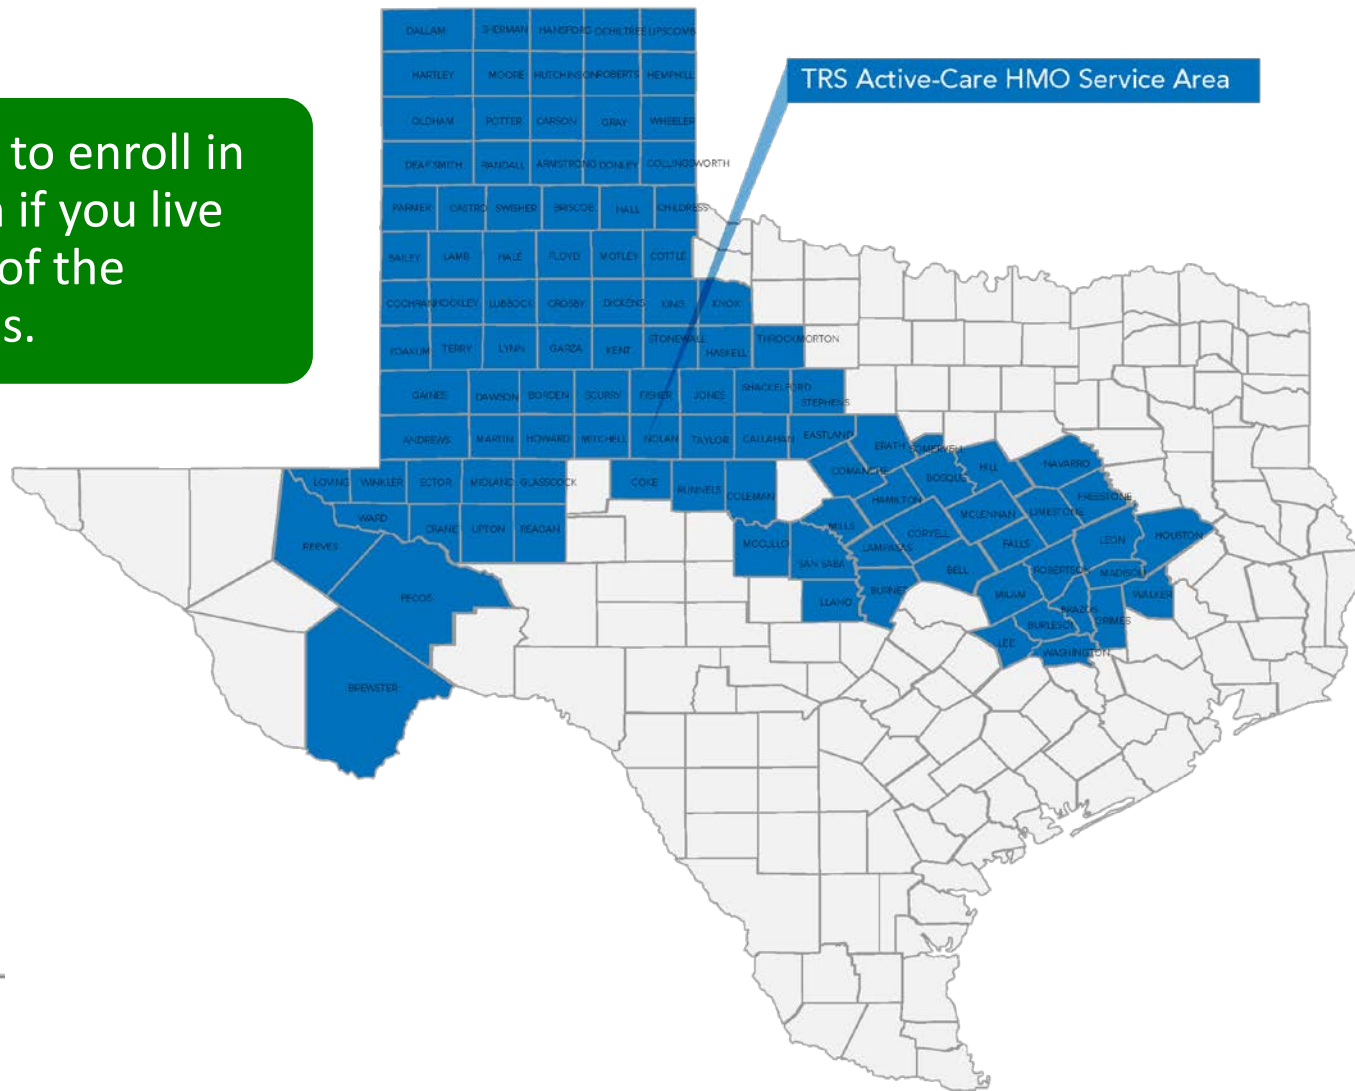 to enroll in
if you live
of the
s.
TRS Active-Care HMO Service Area
DALLAM SHERMAN HANSFORD OCHILTREE LIPSCOMB
HARTLEY MOORE HUTCHINSON ROBERTS HEMPHILL
OLDHAM POTTER CARSON GRAY WHEELER
DEAF SMITH RANDALL ARMSTRONG DONLEY COLLINGSWORTH
PARMER CASTRO SWISHER BRISCOE HALL CHILDRESS
BAILEY LAMB HALE FLOYD MOTLEY COTTLE
COCHRAN HOCKLEY LUBBOCK CROSBY DICKENS KING KNOX
YOAKUM TERRY LYNN GARZA KENT STONEWALL HASKELL THROCKMORTON
GAINES DAWSON BORDEN SCURRY FISHER JONES SHACKELFORD STEPHENS
ANDREWS MARTIN HOWARD MITCHELL NOLAN TAYLOR CALLAHAN EASTLAND ERATH SOMERVELL
LOVING WINKLER ECTOR MIDLAND GLASSCOCK COKE RUNNELS COLEMAN COMANCHE BOSQUE HILL NAVARRO
WARD CRANE UPTON REAGAN MILLS HAMILTON MCLENNAN LIMESTONE FREESTONE
REEVES MCCULLO SAN SABA LAMPASAS CORYELL FALLS LEON HOUSTON
PECOS LLANO BURNET BELL MILAM ROBERTSON MADISON WALKER
BRAZOS GRIMES
BURLESON
LEE WASHINGTON
BREWSTER